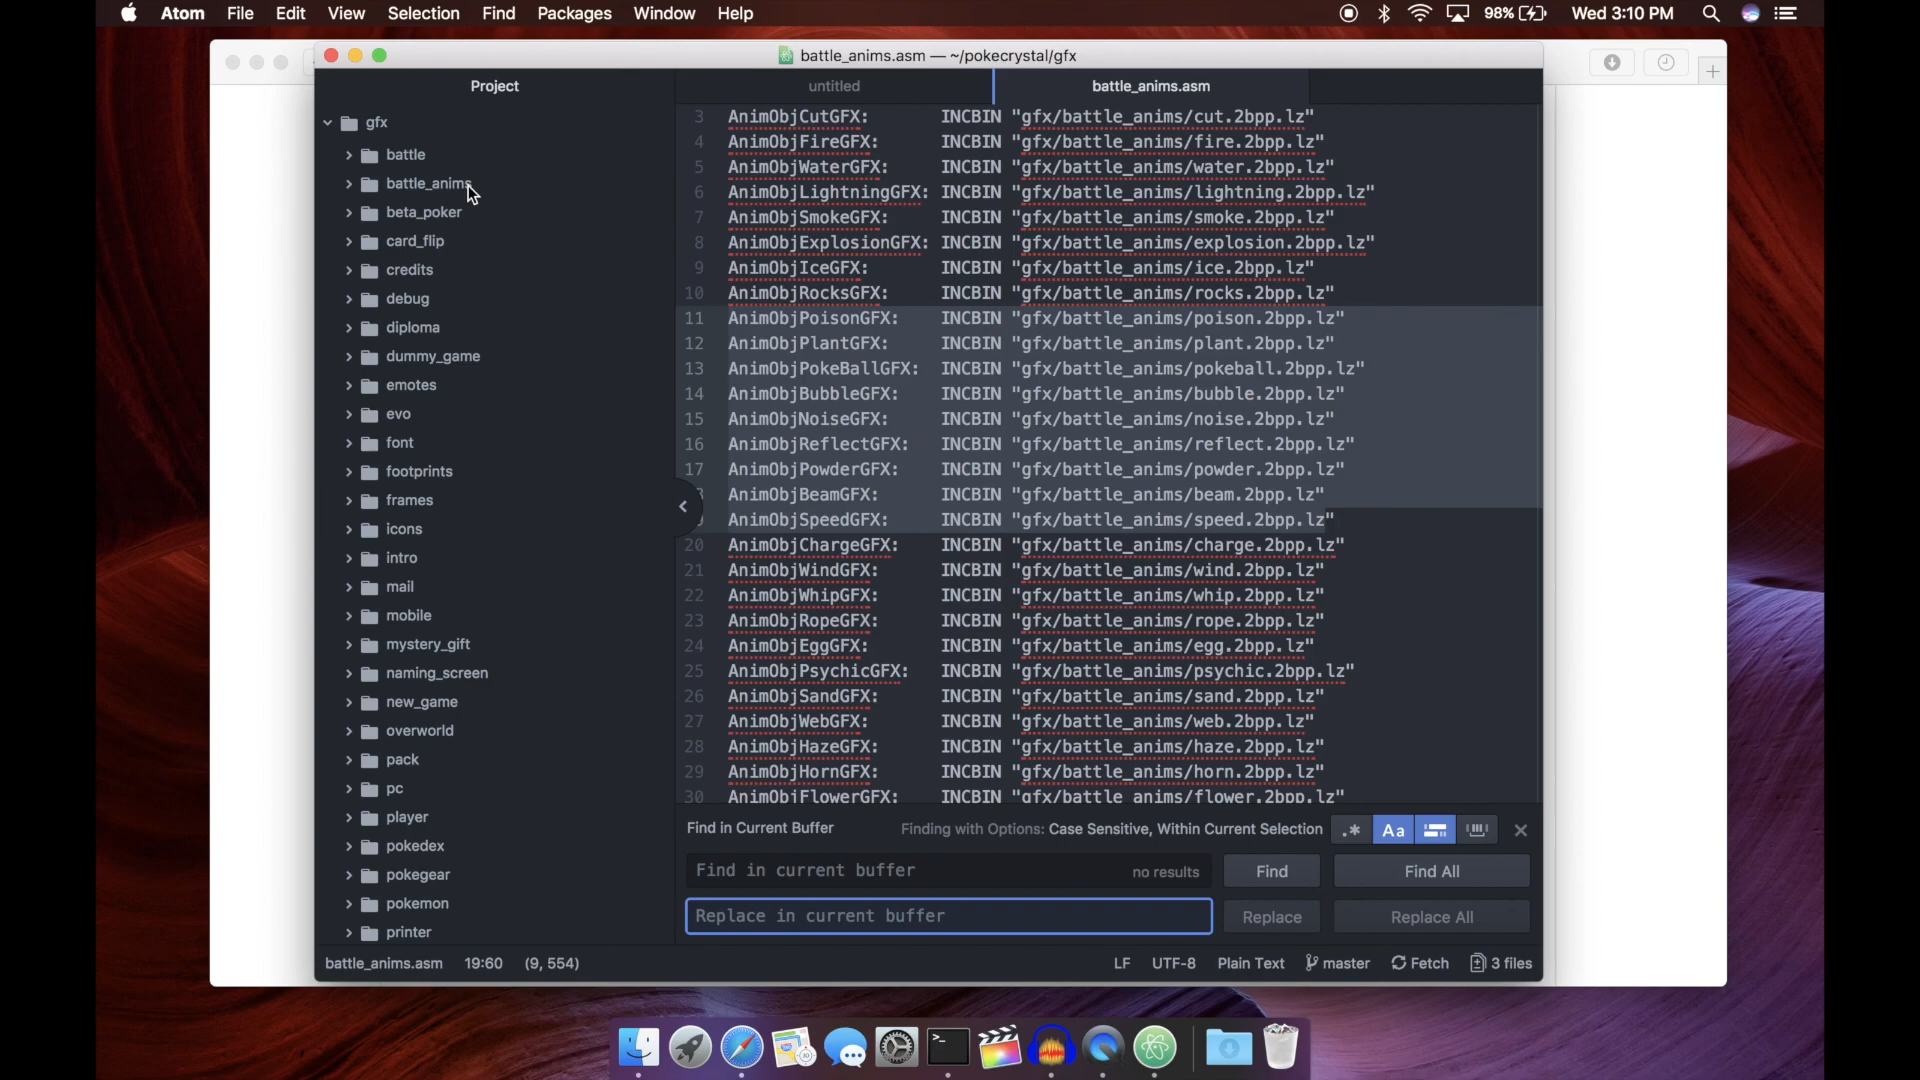 Atom File Edit View Selection Find Packages Window Help 98% Wed 3:10 PM
battle_anims.asm — ~/pokecrystal/gfx
Project
untitled
battle_anims.asm
gfx
battle
battle_anims
beta_poker
card_flip
credits
debug
diploma
dummy_game
emotes
evo
font
footprints
frames
icons
intro
mail
mobile
mystery_gift
naming_screen
new_game
overworld
pack
pc
player
pokedex
pokegear
pokemon
printer
3 AnimObjCutGFX: INCBIN "gfx/battle_anims/cut.2bpp.lz"
4 AnimObjFireGFX: INCBIN "gfx/battle_anims/fire.2bpp.lz"
5 AnimObjWaterGFX: INCBIN "gfx/battle_anims/water.2bpp.lz"
6 AnimObjLightningGFX: INCBIN "gfx/battle_anims/lightning.2bpp.lz"
7 AnimObjSmokeGFX: INCBIN "gfx/battle_anims/smoke.2bpp.lz"
8 AnimObjExplosionGFX: INCBIN "gfx/battle_anims/explosion.2bpp.lz"
9 AnimObjIceGFX: INCBIN "gfx/battle_anims/ice.2bpp.lz"
10 AnimObjRocksGFX: INCBIN "gfx/battle_anims/rocks.2bpp.lz"
11 AnimObjPoisonGFX: INCBIN "gfx/battle_anims/poison.2bpp.lz"
12 AnimObjPlantGFX: INCBIN "gfx/battle_anims/plant.2bpp.lz"
13 AnimObjPokeBallGFX: INCBIN "gfx/battle_anims/pokeball.2bpp.lz"
14 AnimObjBubbleGFX: INCBIN "gfx/battle_anims/bubble.2bpp.lz"
15 AnimObjNoiseGFX: INCBIN "gfx/battle_anims/noise.2bpp.lz"
16 AnimObjReflectGFX: INCBIN "gfx/battle_anims/reflect.2bpp.lz"
17 AnimObjPowderGFX: INCBIN "gfx/battle_anims/powder.2bpp.lz"
AnimObjBeamGFX: INCBIN "gfx/battle_anims/beam.2bpp.lz"
AnimObjSpeedGFX: INCBIN "gfx/battle_anims/speed.2bpp.lz"
20 AnimObjChargeGFX: INCBIN "gfx/battle_anims/charge.2bpp.lz"
21 AnimObjWindGFX: INCBIN "gfx/battle_anims/wind.2bpp.lz"
22 AnimObjWhipGFX: INCBIN "gfx/battle_anims/whip.2bpp.lz"
23 AnimObjRopeGFX: INCBIN "gfx/battle_anims/rope.2bpp.lz"
24 AnimObjEggGFX: INCBIN "gfx/battle_anims/egg.2bpp.lz"
25 AnimObjPsychicGFX: INCBIN "gfx/battle_anims/psychic.2bpp.lz"
26 AnimObjSandGFX: INCBIN "gfx/battle_anims/sand.2bpp.lz"
27 AnimObjWebGFX: INCBIN "gfx/battle_anims/web.2bpp.lz"
28 AnimObjHazeGFX: INCBIN "gfx/battle_anims/haze.2bpp.lz"
29 AnimObjHornGFX: INCBIN "gfx/battle_anims/horn.2bpp.lz"
30 AnimObjFlowerGFX: INCBIN "gfx/battle_anims/flower.2bpp.lz"
Find in Current Buffer Finding with Options: Case Sensitive, Within Current Selection .* Aa
Find in current buffer no results Find Find All
Replace in current buffer Replace Replace All
battle_anims.asm 19:60 (9, 554) LF UTF-8 Plain Text master Fetch 3 files